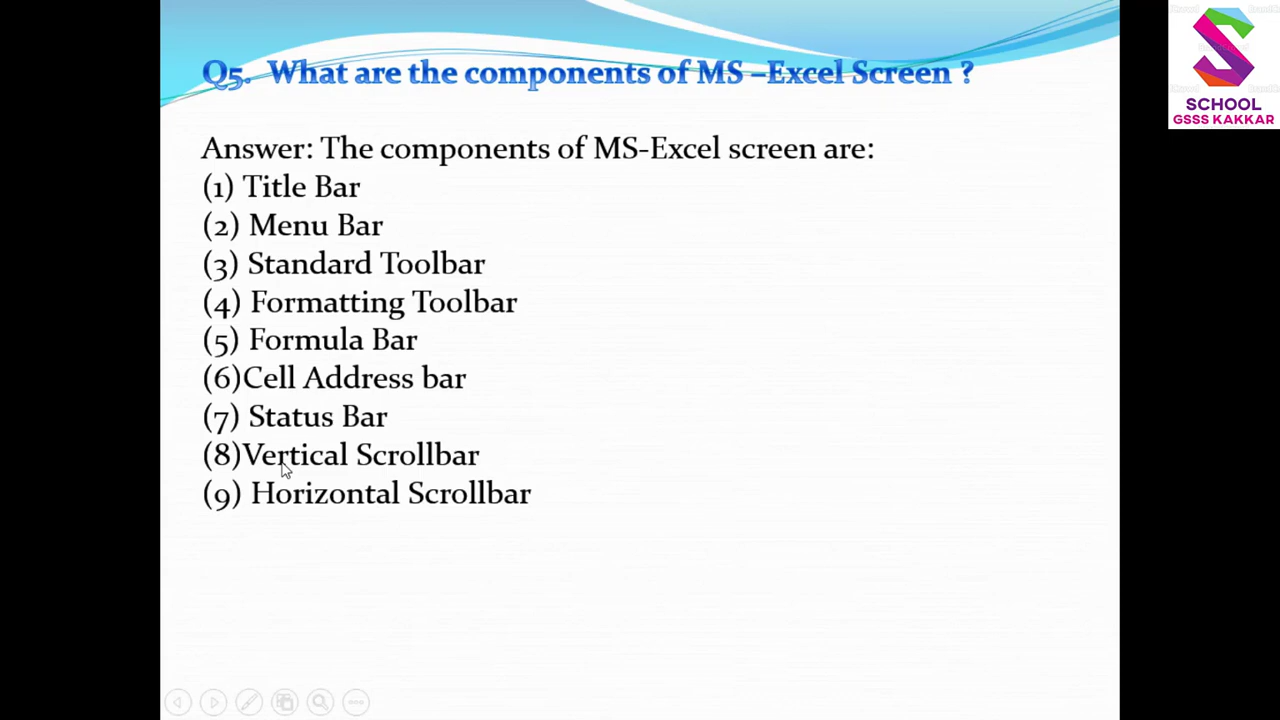 Q5. What are the components of MS –Excel Screen ?
Answer: The components of MS-Excel screen are:
(1) Title Bar
(2) Menu Bar
(3) Standard Toolbar
(4) Formatting Toolbar
(5) Formula Bar
(6)Cell Address bar
(7) Status Bar
(8)Vertical Scrollbar
(9) Horizontal Scrollbar
SCHOOL
GSSS KAKKAR